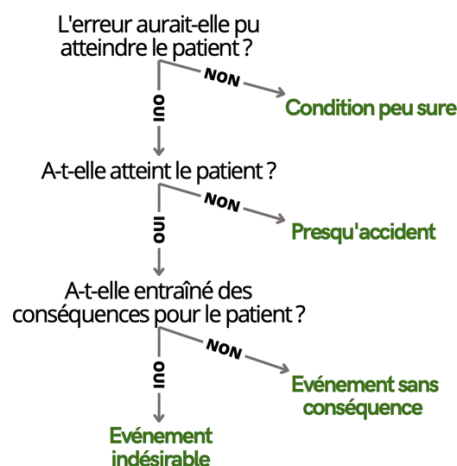 L'erreur aurait-elle pu
atteindre le patient ?
NON
OUI
Condition peu sure
A-t-elle atteint le patient ?
NON
OUI
Presqu'accident
A-t-elle entraîné des
conséquences pour le patient ?
NON
OUI
Evénement sans
conséquence
Evénement
indésirable